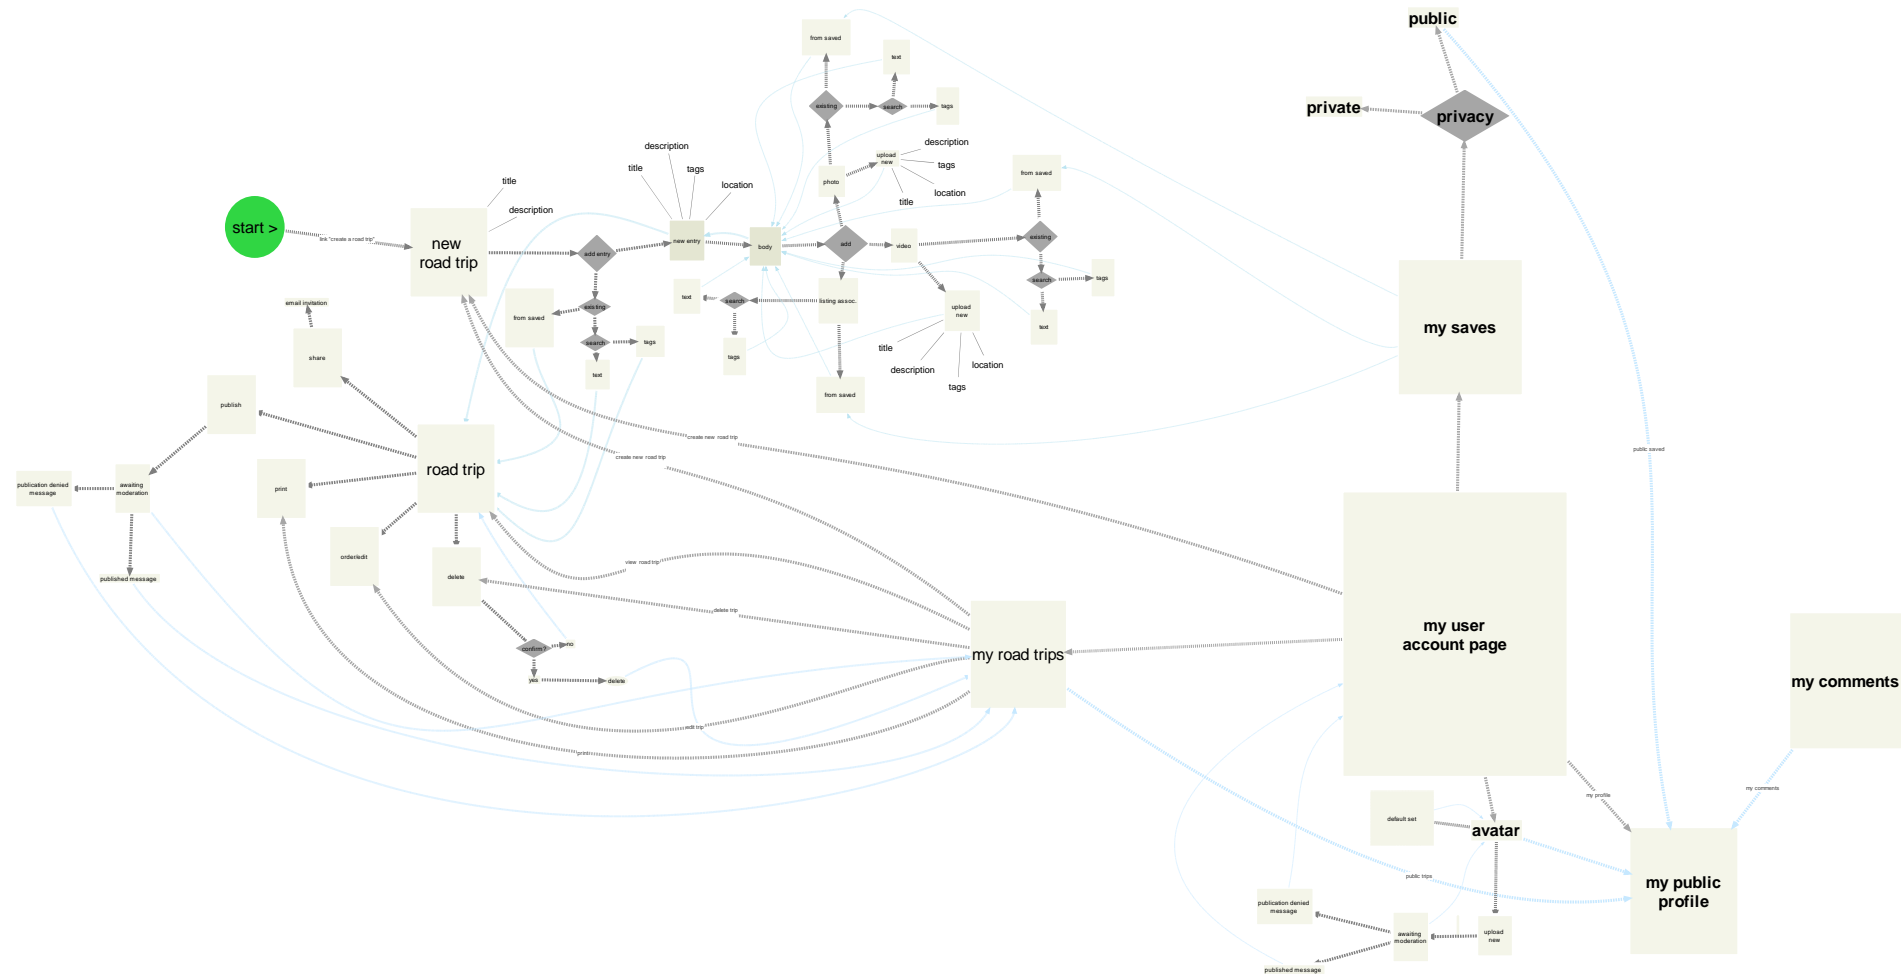 public
from saved
text
existing
search
tags
private
privacy
description
title
tags
location
photo
upload
new
description
tags
location
title
from saved
title
description
start >
link "create a road trip"
new
road trip
add entry
new entry
body
add
video
existing
search
tags
text
email invitation
from saved
existing
search
tags
text
text
search
tags
listing assoc.
upload
new
title
description
tags
location
from saved
my saves
share
publish
create new road trip
create new road trip
public saved
road trip
publication denied
message
awaiting
moderation
print
order/edit
delete
published message
view road trip
delete trip
confirm?
no
yes
delete
my road trips
my user
account page
my comments
edit trip
print
my profile
my comments
default set
avatar
public trips
my public
profile
publication denied
message
awaiting
moderation
upload
new
published message